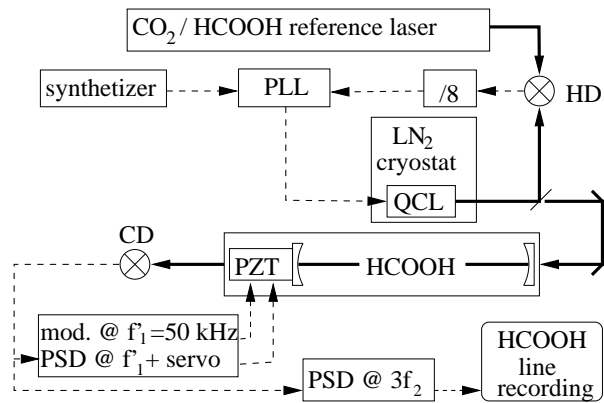 CO₂ / HCOOH reference laser
synthetizer
PLL
/8
HD
LN₂
cryostat
QCL
CD
PZT
HCOOH
mod. @ f'₁=50 kHz
PSD @ f'₁+ servo
PSD @ 3f₂
HCOOH
line
recording